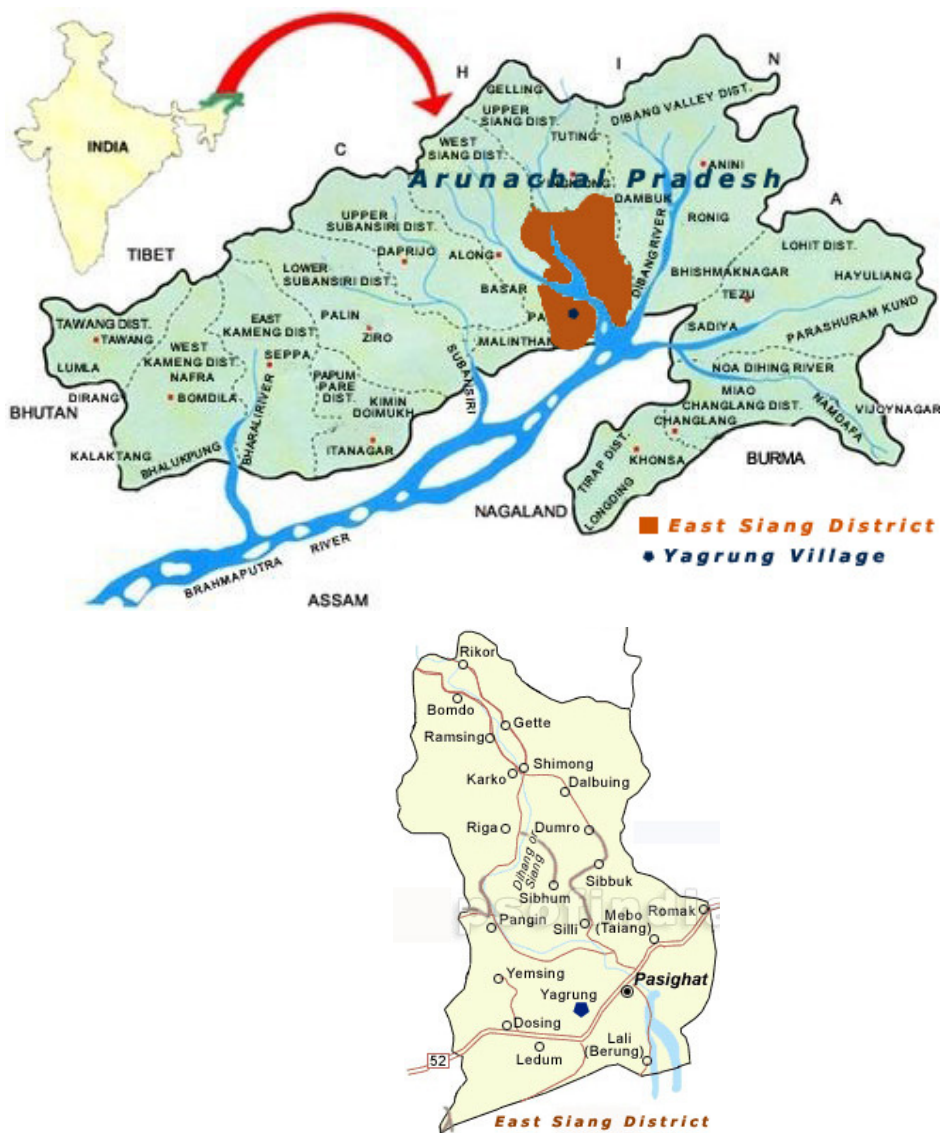 H
I
N
GELLING
UPPER
SIANG DIST.
DIBANG VALLEY DIST.
TUTING
WEST
SIANG DIST.
INDIA
C
ANINI
Arunachal Pradesh
DAMBUK
A
UPPER
SUBANSIRI DIST.
RONIG
LOHIT DIST.
TIBET
DAPRIJO
ALONG
DIBANG RIVER
BHISHMAKNAGAR
HAYULIANG
LOWER
SUBANSIRI DIST.
BASAR
TEZU
PARASHURAM KUND
TAWANG DIST.
TAWANG
EAST
KAMENG DIST.
PALIN
ZIRO
PA
SADIYA
WEST
KAMENG DIST.
NAFRA
SEPPA
SUBANSIRI
MALINTHAN
NOA DIHING RIVER
LUMLA
DIRANG
BOMDILA
PAPUM-
PARE
DIST.
KIMIN
DOIMUKH
MIAO
CHANGLANG DIST.
CHANGLANG
NAMDAFA
VIJOYNAGAR
BHUTAN
BHARALI RIVER
KALAKTANG
BHALUKPUNG
ITANAGAR
TIRAP DIST.
KHONSA
BURMA
LONGDING
NAGALAND
East Siang District
Yagrung Village
BRAHMAPUTRA
RIVER
ASSAM
Rikor
Bomdo
Gette
Ramsing
Shimong
Karko
Dalbuing
Riga
Dumro
Dihang or
Siang
Sibbuk
Sibhum
psofindia
Romak
Mebo
(Taiang)
Pangin
Silli
Yemsing
Pasighat
Yagrung
Dosing
Lali
(Berung)
Ledum
52
East Siang District